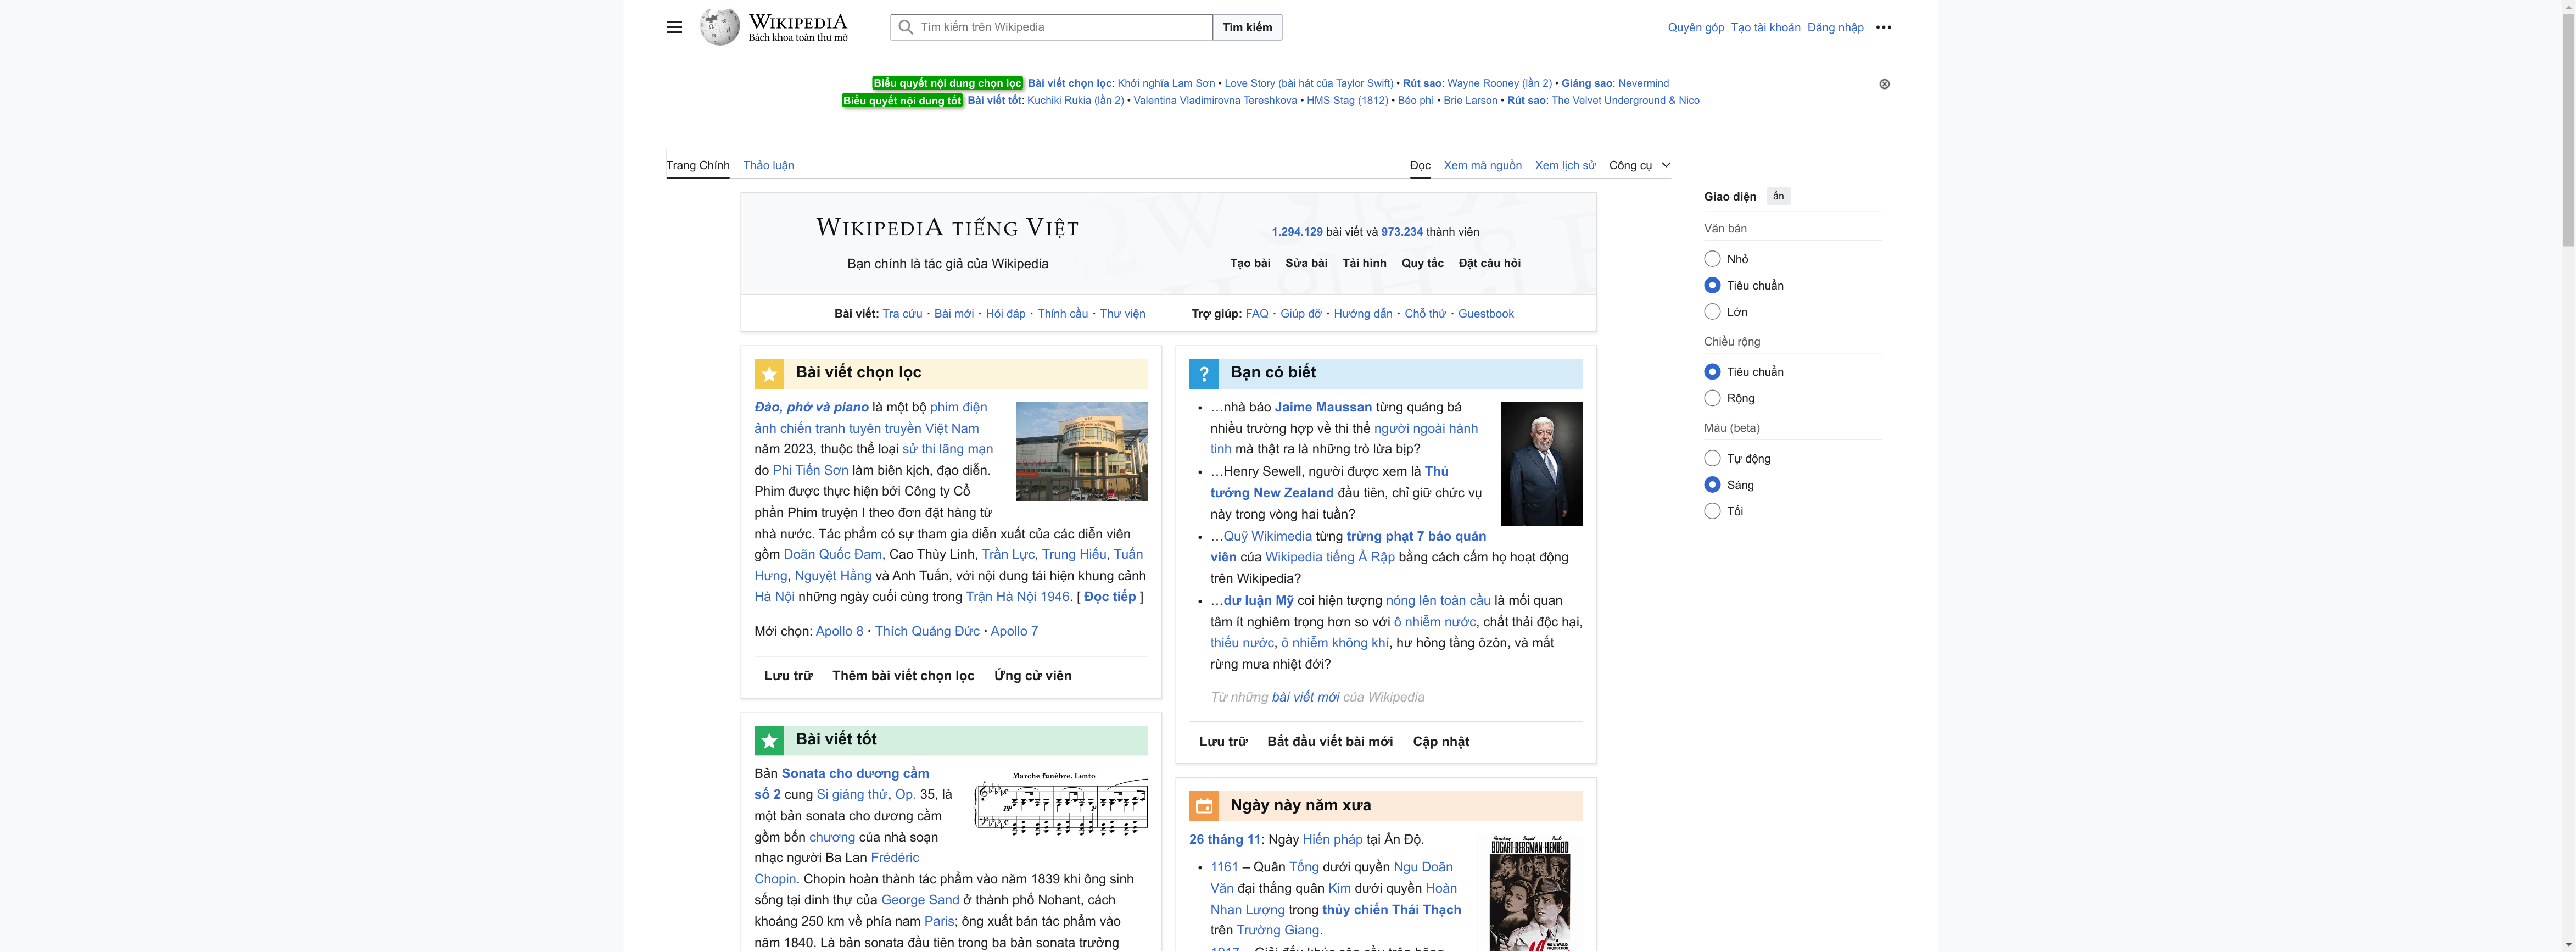 WIKIPEDIA
Bách khoa toàn thư mở
Tìm kiếm trên Wikipedia
Tìm kiếm
Quyên góp Tạo tài khoản Đăng nhập
Biểu quyết nội dung chọn lọc Bài viết chọn lọc: Khởi nghĩa Lam Sơn • Love Story (bài hát của Taylor Swift) • Rút sao: Wayne Rooney (lần 2) • Giáng sao: Nevermind
Biểu quyết nội dung tốt Bài viết tốt: Kuchiki Rukia (lần 2) • Valentina Vladimirovna Tereshkova • HMS Stag (1812) • Béo phì • Brie Larson • Rút sao: The Velvet Underground & Nico
Trang Chính Thảo luận
Đọc Xem mã nguồn Xem lịch sử Công cụ
WIKIPEDIA TIẾNG VIỆT
Bạn chính là tác giả của Wikipedia
1.294.129 bài viết và 973.234 thành viên
Tạo bài Sửa bài Tải hình Quy tắc Đặt câu hỏi
Bài viết: Tra cứu · Bài mới · Hỏi đáp · Thỉnh cầu · Thư viện
Trợ giúp: FAQ · Giúp đỡ · Hướng dẫn · Chỗ thử · Guestbook
Bài viết chọn lọc
Đào, phở và piano là một bộ phim điện
ảnh chiến tranh tuyên truyền Việt Nam
năm 2023, thuộc thể loại sử thi lãng mạn
do Phi Tiến Sơn làm biên kịch, đạo diễn.
Phim được thực hiện bởi Công ty Cổ
phần Phim truyện I theo đơn đặt hàng từ
nhà nước. Tác phẩm có sự tham gia diễn xuất của các diễn viên
gồm Doãn Quốc Đam, Cao Thùy Linh, Trần Lực, Trung Hiếu, Tuấn
Hưng, Nguyệt Hằng và Anh Tuấn, với nội dung tái hiện khung cảnh
Hà Nội những ngày cuối cùng trong Trận Hà Nội 1946. [ Đọc tiếp ]
Mới chọn: Apollo 8 · Thích Quảng Đức · Apollo 7
Lưu trữ Thêm bài viết chọn lọc Ứng cử viên
Bài viết tốt
Bản Sonata cho dương cầm
số 2 cung Si giáng thứ, Op. 35, là
một bản sonata cho dương cầm
gồm bốn chương của nhà soạn
nhạc người Ba Lan Frédéric
Chopin. Chopin hoàn thành tác phẩm vào năm 1839 khi ông sinh
sống tại dinh thự của George Sand ở thành phố Nohant, cách
khoảng 250 km về phía nam Paris; ông xuất bản tác phẩm vào
năm 1840. Là bản sonata đầu tiên trong ba bản sonata trưởng
Marche funèbre. Lento
pp
p
Bạn có biết
• …nhà báo Jaime Maussan từng quảng bá
nhiều trường hợp về thi thể người ngoài hành
tinh mà thật ra là những trò lừa bịp?
• …Henry Sewell, người được xem là Thủ
tướng New Zealand đầu tiên, chỉ giữ chức vụ
này trong vòng hai tuần?
• …Quỹ Wikimedia từng trừng phạt 7 bảo quản
viên của Wikipedia tiếng Ả Rập bằng cách cấm họ hoạt động
trên Wikipedia?
• …dư luận Mỹ coi hiện tượng nóng lên toàn cầu là mối quan
tâm ít nghiêm trọng hơn so với ô nhiễm nước, chất thải độc hại,
thiếu nước, ô nhiễm không khí, hư hỏng tầng ôzôn, và mất
rừng mưa nhiệt đới?
Từ những bài viết mới của Wikipedia
Lưu trữ Bắt đầu viết bài mới Cập nhật
Ngày này năm xưa
26 tháng 11: Ngày Hiến pháp tại Ấn Độ.
• 1161 – Quân Tống dưới quyền Ngu Doãn
Văn đại thắng quân Kim dưới quyền Hoàn
Nhan Lượng trong thủy chiến Thái Thạch
trên Trường Giang.
BOGART BERGMAN HENREID
Giao diện ẩn
Văn bản
Nhỏ
Tiêu chuẩn
Lớn
Chiều rộng
Tiêu chuẩn
Rộng
Màu (beta)
Tự động
Sáng
Tối